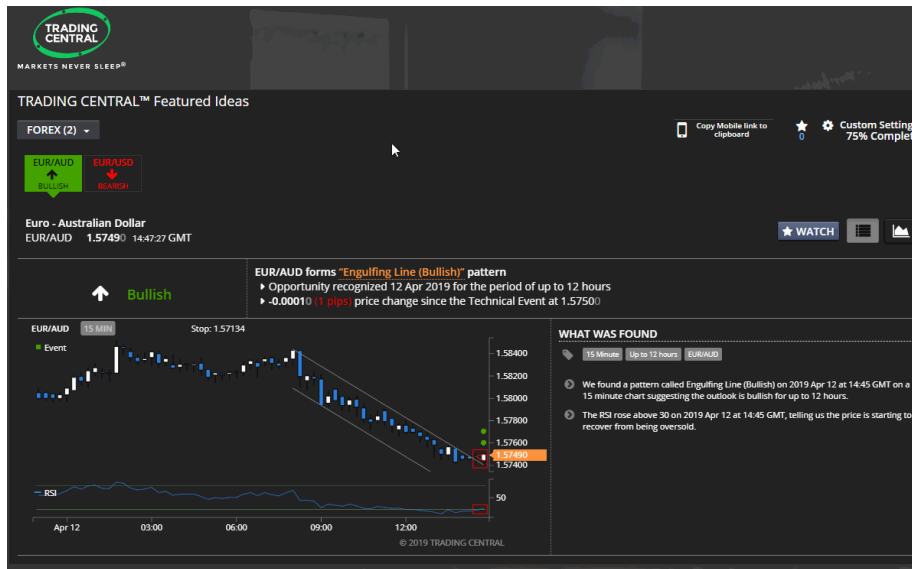 TRADING
CENTRAL
MARKETS NEVER SLEEP®
TRADING CENTRAL™ Featured Ideas
FOREX (2)
Copy Mobile link to
clipboard
0
Custom Setting
75% Complet
EUR/AUD
BULLISH
EUR/USD
BEARISH
Euro - Australian Dollar
EUR/AUD 1.57490 14:47:27 GMT
WATCH
Bullish
EUR/AUD forms "Engulfing Line (Bullish)" pattern
Opportunity recognized 12 Apr 2019 for the period of up to 12 hours
-0.00010 (1 pips) price change since the Technical Event at 1.57500
EUR/AUD 15 MIN Stop: 1.57134
Event
1.58400
1.58200
1.58000
1.57800
1.57600
1.57490
1.57400
RSI
50
Apr 12 03:00 06:00 09:00 12:00
© 2019 TRADING CENTRAL
WHAT WAS FOUND
15 Minute Up to 12 hours EUR/AUD
We found a pattern called Engulfing Line (Bullish) on 2019 Apr 12 at 14:45 GMT on a
15 minute chart suggesting the outlook is bullish for up to 12 hours.
The RSI rose above 30 on 2019 Apr 12 at 14:45 GMT, telling us the price is starting to
recover from being oversold.